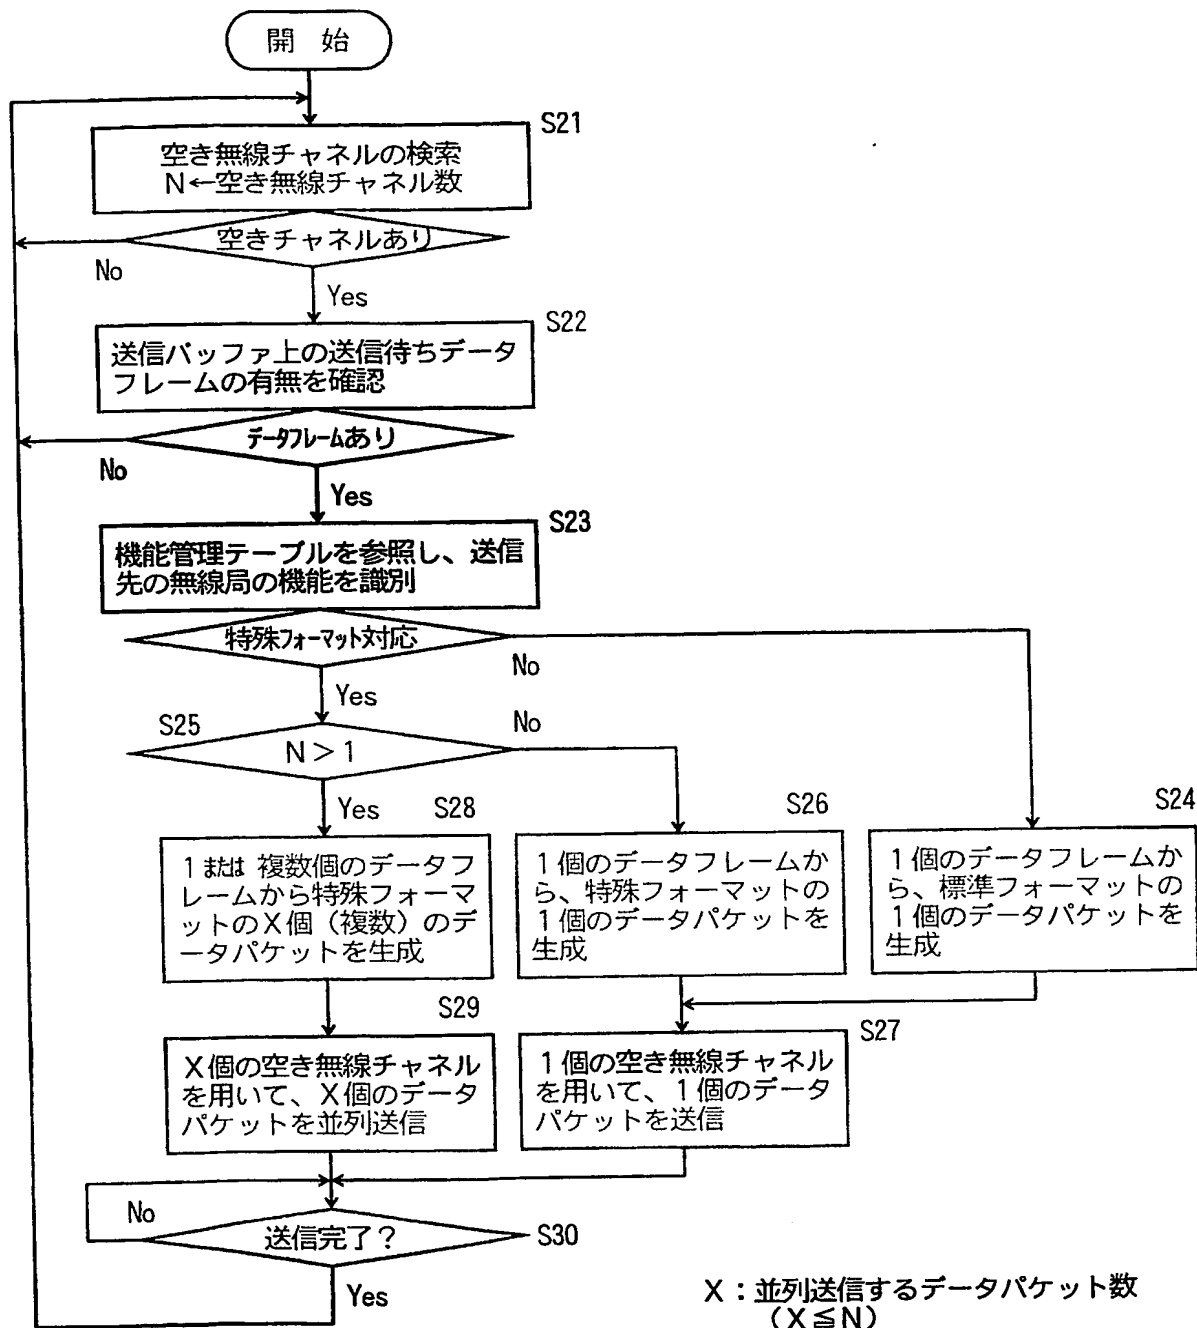 開 始
S21
空き無線チャネルの検索
N←空き無線チャネル数
空きチャネルあり
No
Yes
S22
送信バッファ上の送信待ちデータ
フレームの有無を確認
データフレームあり
No
Yes
S23
機能管理テーブルを参照し、送信
先の無線局の機能を識別
特殊フォーマット対応
No
Yes
S25
N>1
No
Yes
S28
1または複数個のデータフ
レームから特殊フォーマ
ットのX個(複数)のデ
ータパケットを生成
S26
1個のデータフレームか
ら、特殊フォーマットの
1個のデータパケットを
生成
S24
1個のデータフレームか
ら、標準フォーマットの
1個のデータパケットを
生成
S29
X個の空き無線チャネル
を用いて、X個のデータ
パケットを並列送信
S27
1個の空き無線チャネル
を用いて、1個のデータ
パケットを送信
No
送信完了?
S30
Yes
X:並列送信するデータパケット数
(X≦N)